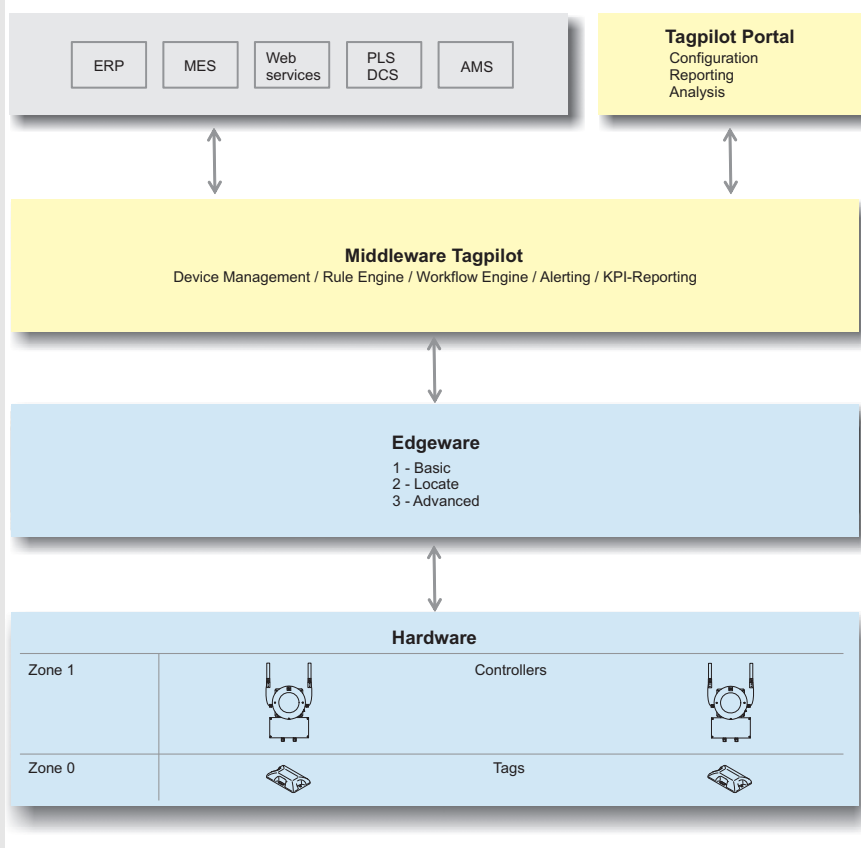 ERP
MES
Web
services
PLS
DCS
AMS
Tagpilot Portal
Configuration
Reporting
Analysis
Middleware Tagpilot
Device Management / Rule Engine / Workflow Engine / Alerting / KPI-Reporting
Edgeware
1 - Basic
2 - Locate
3 - Advanced
Hardware
Zone 1
Controllers
Zone 0
Tags